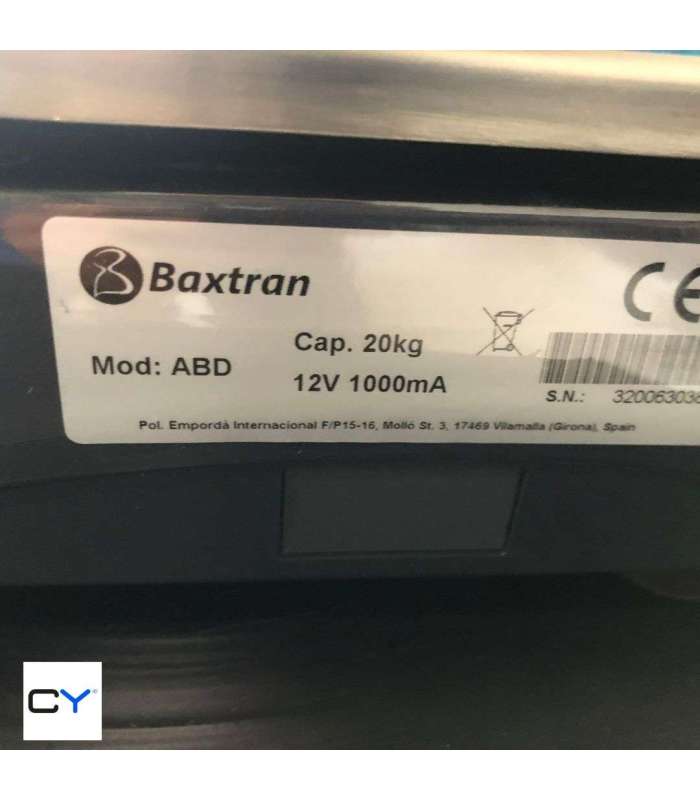 Baxtran
CE
Mod: ABD
Cap. 20kg
12V 1000mA
S.N.:
Pol. Empordà Internacional F/P15-16, Molló St. 3, 17469 Vilamalla (Girona), Spain
CY